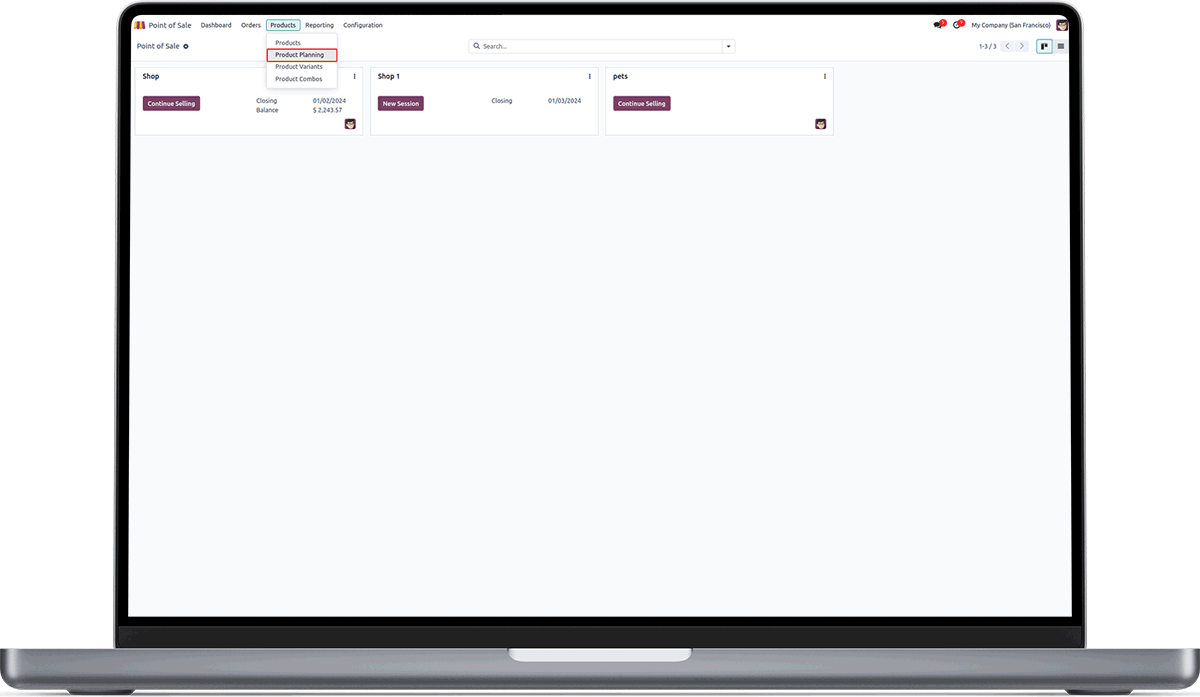 Point of Sale Dashboard Orders Products Reporting Configuration 1 1 My Company (San Francisco)
Point of Sale Search... 1-3 / 3
Products
Product Planning
Product Variants
Product Combos
Shop
Continue Selling
Closing 01/02/2024
Balance $ 2,243.57
Shop 1
New Session
Closing 01/03/2024
pets
Continue Selling